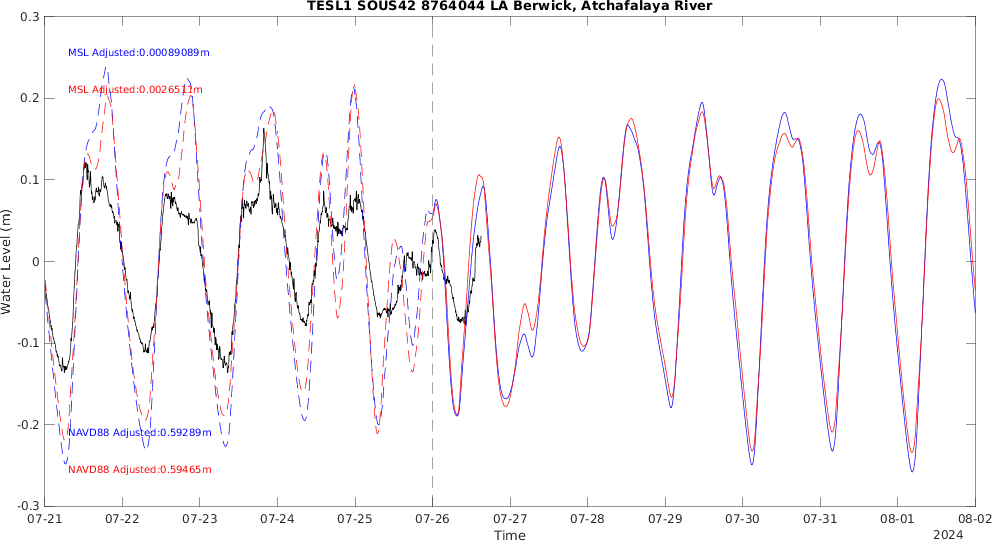 TESL1 SOUS42 8764044 LA Berwick, Atchafalaya River
0.3
MSL Adjusted:0.00089089m
MSL Adjusted:0.0026511m
0.2
0.1
0
-0.1
-0.2
-0.3
Water Level (m)
NAVD88 Adjusted:0.59289m
NAVD88 Adjusted:0.59465m
07-21 07-22 07-23 07-24 07-25 07-26 07-27 07-28 07-29 07-30 07-31 08-01 08-02
Time
2024